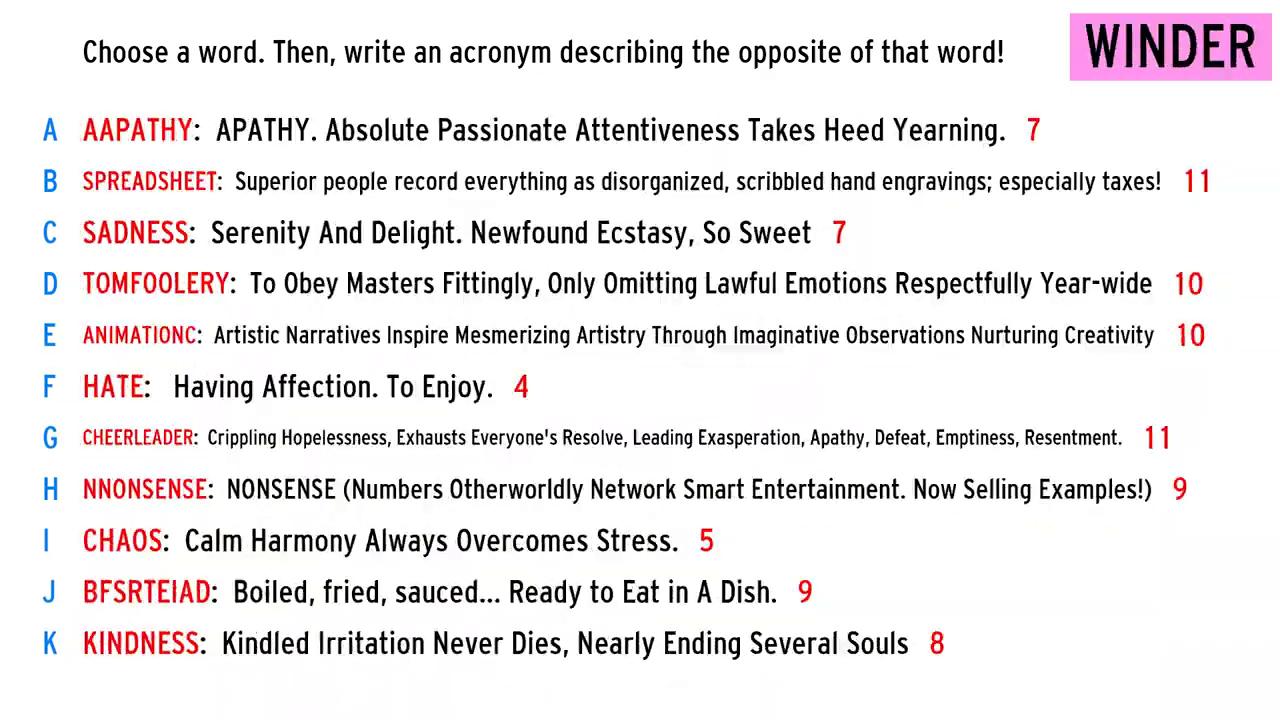 Choose a word. Then, write an acronym describing the opposite of that word!
WINDER
A AAPATHY: APATHY. Absolute Passionate Attentiveness Takes Heed Yearning. 7
B SPREADSHEET: Superior people record everything as disorganized, scribbled hand engravings; especially taxes! 11
C SADNESS: Serenity And Delight. Newfound Ecstasy, So Sweet 7
D TOMFOOLERY: To Obey Masters Fittingly, Only Omitting Lawful Emotions Respectfully Year-wide 10
E ANIMATIONC: Artistic Narratives Inspire Mesmerizing Artistry Through Imaginative Observations Nurturing Creativity 10
F HATE: Having Affection. To Enjoy. 4
G CHEERLEADER: Crippling Hopelessness, Exhausts Everyone's Resolve, Leading Exasperation, Apathy, Defeat, Emptiness, Resentment. 11
H NNONSENSE: NONSENSE (Numbers Otherworldly Network Smart Entertainment. Now Selling Examples!) 9
I CHAOS: Calm Harmony Always Overcomes Stress. 5
J BFSRTEIAD: Boiled, fried, sauced... Ready to Eat in A Dish. 9
K KINDNESS: Kindled Irritation Never Dies, Nearly Ending Several Souls 8